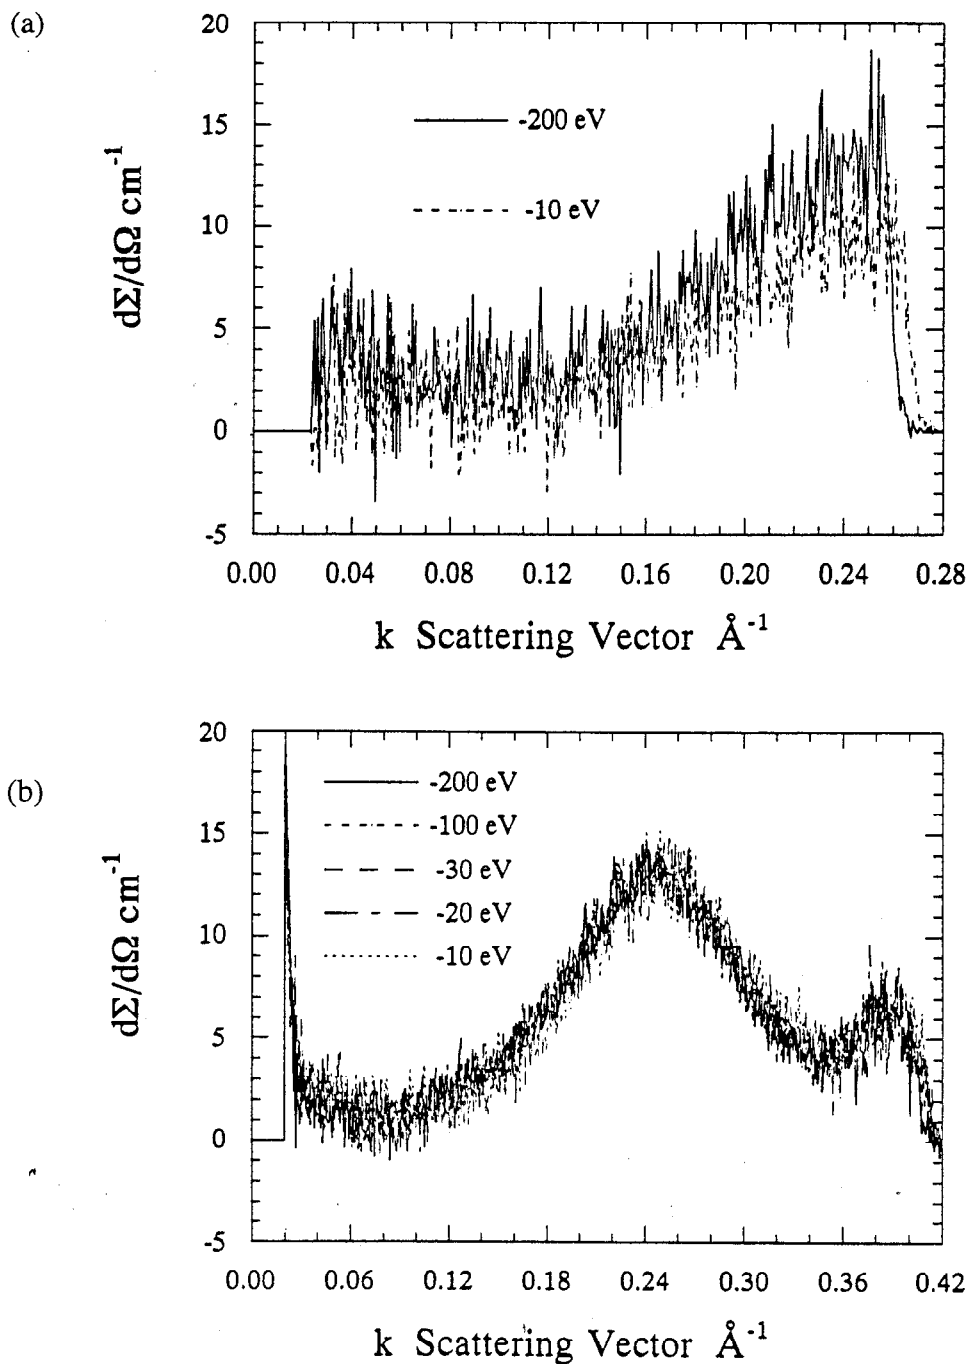 (a)
20
15
10
5
0
-5
dΣ/dΩ cm⁻¹
-200 eV
-10 eV
0.00 0.04 0.08 0.12 0.16 0.20 0.24 0.28
k Scattering Vector Å⁻¹
(b)
20
15
10
5
0
-5
dΣ/dΩ cm⁻¹
-200 eV
-100 eV
-30 eV
-20 eV
-10 eV
0.00 0.06 0.12 0.18 0.24 0.30 0.36 0.42
k Scattering Vector Å⁻¹